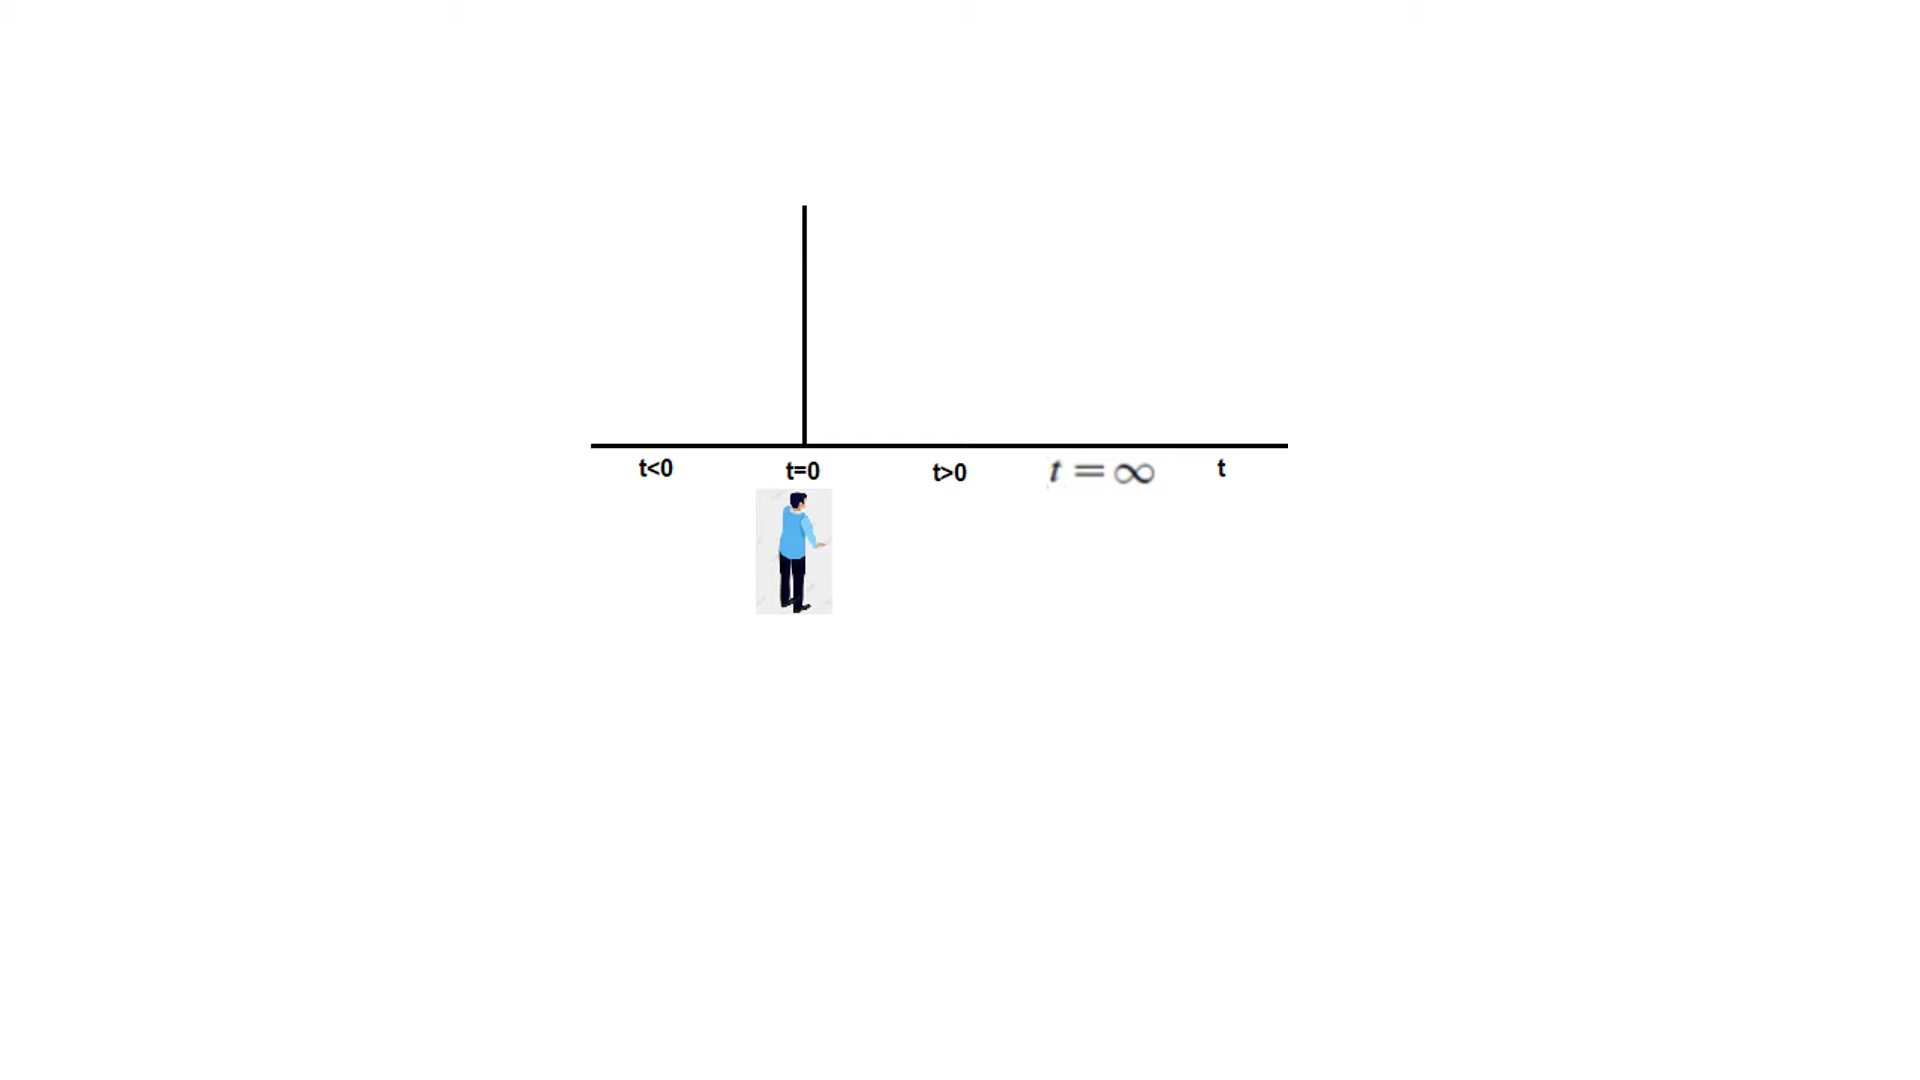 t<0 t=0 t>0 t = ∞ t